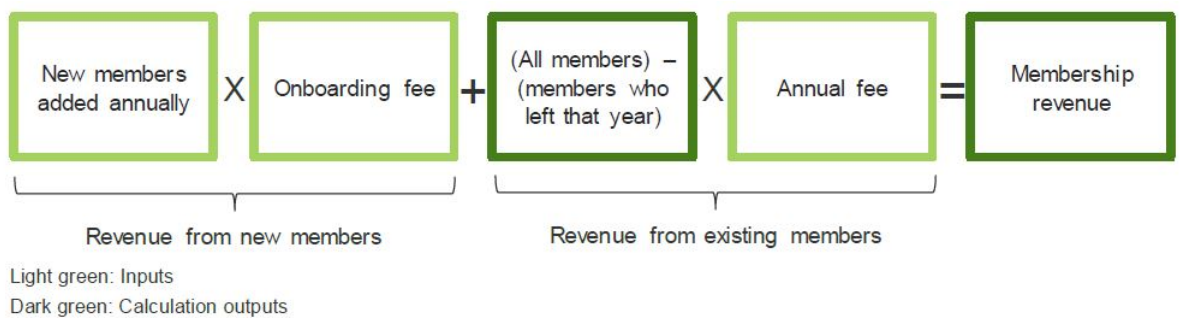 New members
added annually
X
Onboarding fee
+
(All members) –
(members who
left that year)
X
Annual fee
=
Membership
revenue
Revenue from new members
Revenue from existing members
Light green: Inputs
Dark green: Calculation outputs